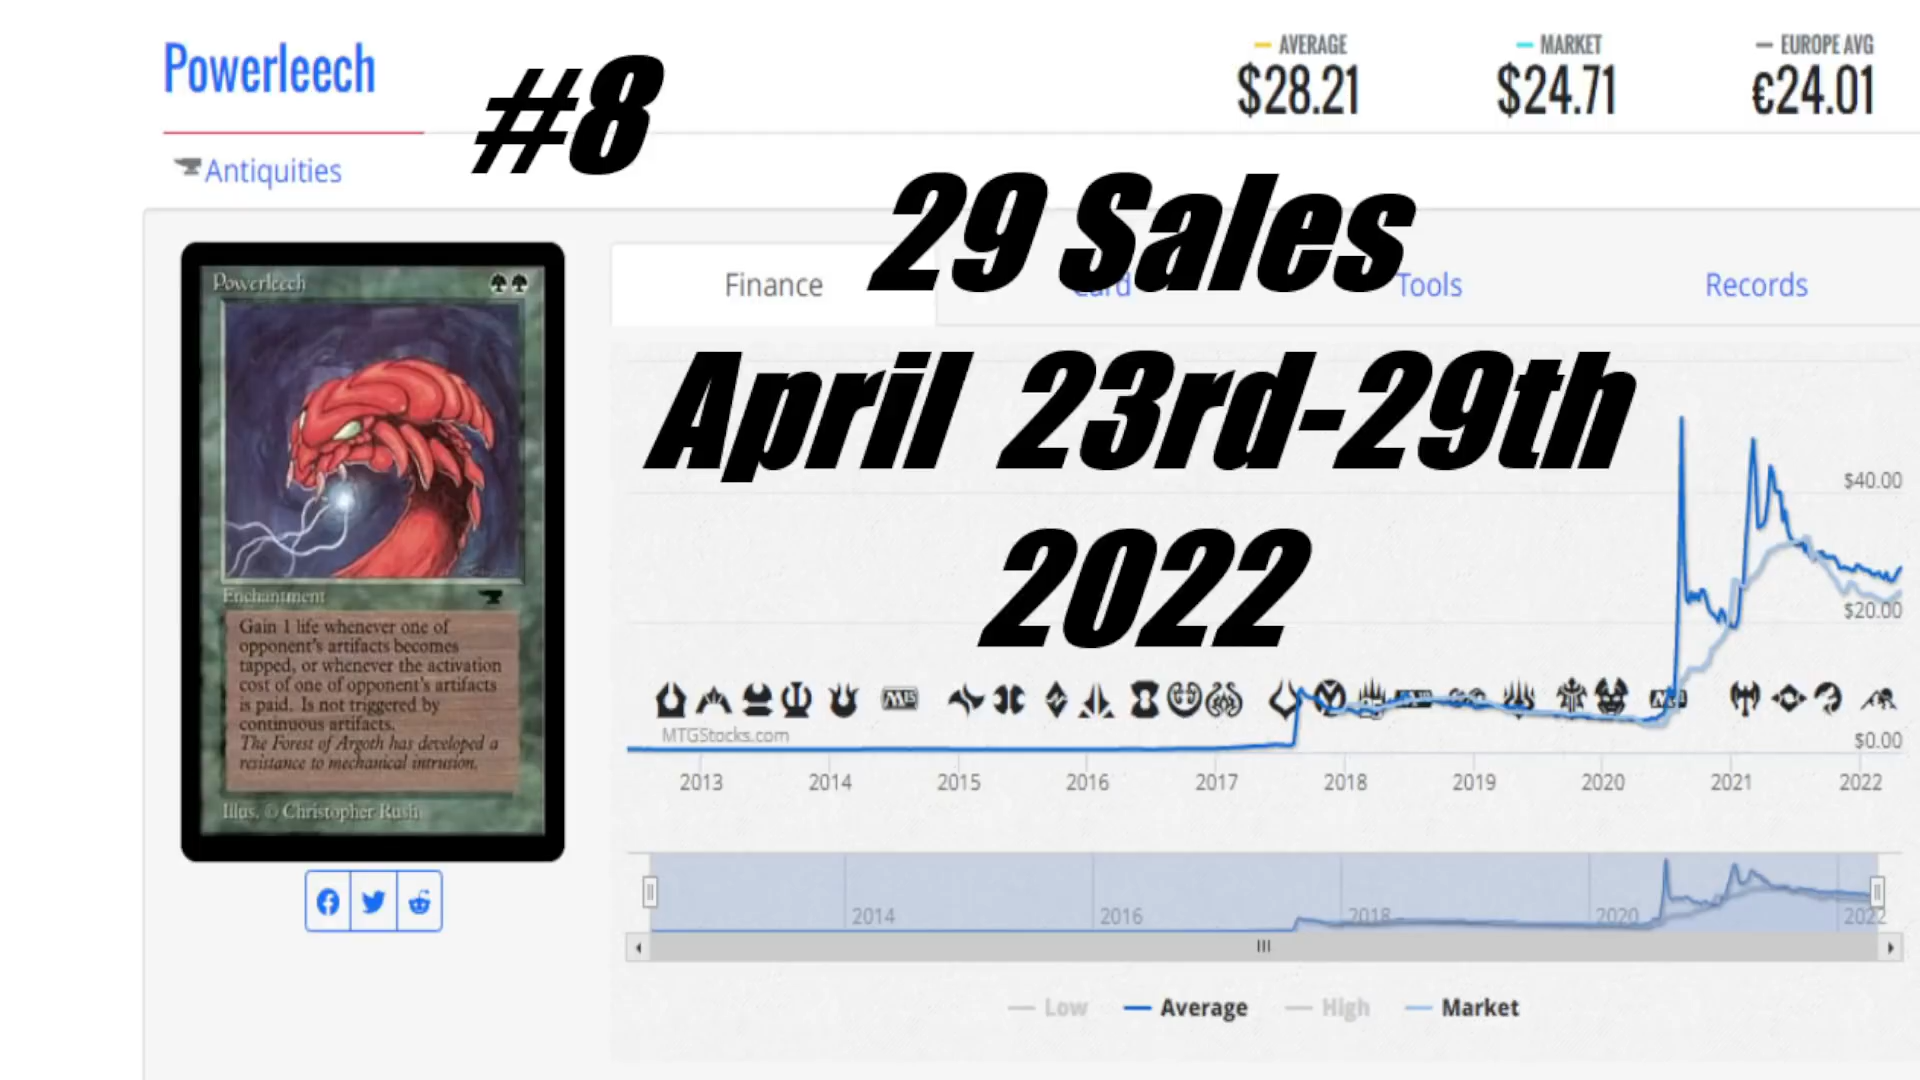 Powerleech
#8
AVERAGE
$28.21
MARKET
$24.71
EUROPE AVG
€24.01
Antiquities
29 Sales
Finance
Card
Tools
Records
April 23rd-29th
2022
Powerleech
Enchantment
Gain 1 life whenever one of
opponent's artifacts becomes
tapped, or whenever the activation
cost of one of opponent's artifacts
is paid. Is not triggered by
continuous artifacts.
The Forest of Argoth has developed a
resistance to mechanical intrusion.
Illus. © Christopher Rush
$40.00
$20.00
$0.00
MTGStocks.com
2013 2014 2015 2016 2017 2018 2019 2020 2021 2022
2014 2016 2018 2020 2022
Low Average High Market